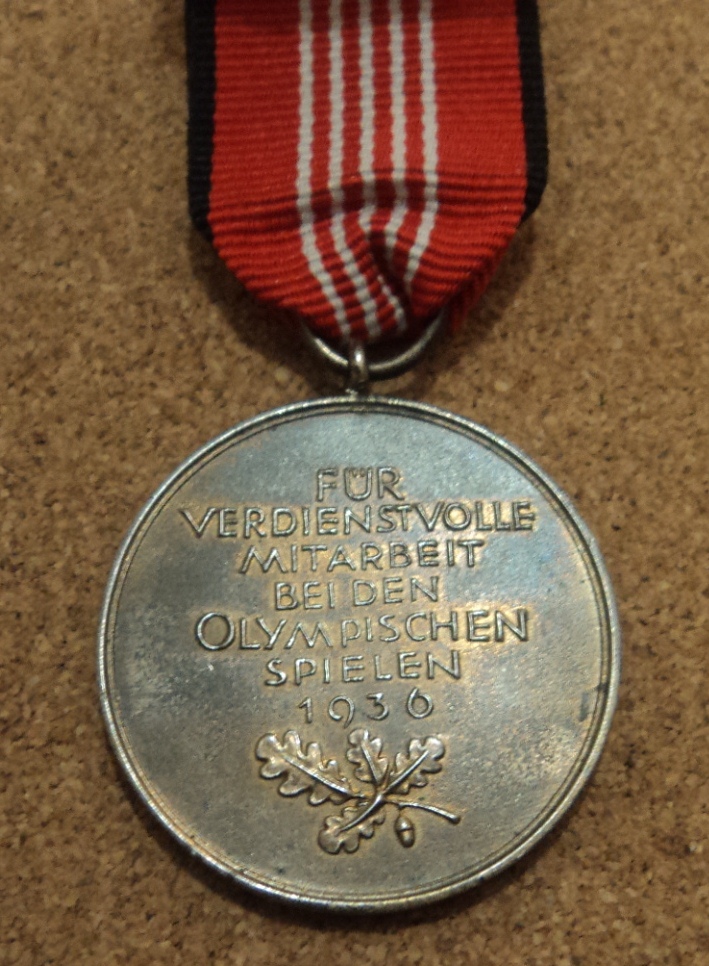 FÜR
VERDIENSTVOLLE
MITARBEIT
BEI DEN
OLYMPISCHEN
SPIELEN
1936